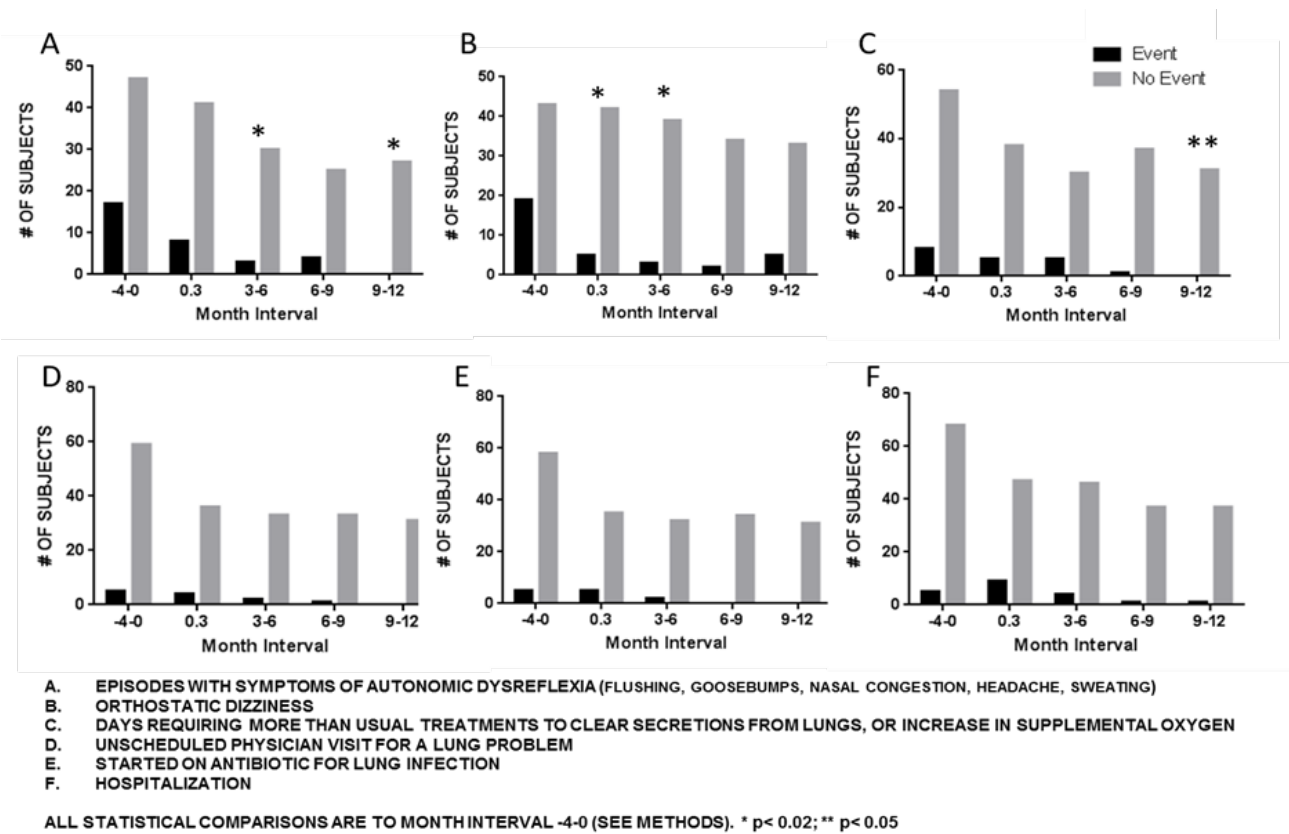 A
B
C
Event
No Event
50
40
30
20
10
0
# OF SUBJECTS
*
*
-4-0 0.3 3-6 6-9 9-12
Month Interval
50
40
30
20
10
0
# OF SUBJECTS
*
*
-4-0 0.3 3-6 6-9 9-12
Month Interval
60
40
20
0
# OF SUBJECTS
**
-4-0 0.3 3-6 6-9 9-12
Month Interval
D
80
60
40
20
0
# OF SUBJECTS
-4-0 0.3 3-6 6-9 9-12
Month Interval
E
80
60
40
20
0
# OF SUBJECTS
-4-0 0.3 3-6 6-9 9-12
Month Interval
F
80
60
40
20
0
# OF SUBJECTS
-4-0 0.3 3-6 6-9 9-12
Month Interval
A. EPISODES WITH SYMPTOMS OF AUTONOMIC DYSREFLEXIA (FLUSHING, GOOSEBUMPS, NASAL CONGESTION, HEADACHE, SWEATING)
B. ORTHOSTATIC DIZZINESS
C. DAYS REQUIRING MORE THAN USUAL TREATMENTS TO CLEAR SECRETIONS FROM LUNGS, OR INCREASE IN SUPPLEMENTAL OXYGEN
D. UNSCHEDULED PHYSICIAN VISIT FOR A LUNG PROBLEM
E. STARTED ON ANTIBIOTIC FOR LUNG INFECTION
F. HOSPITALIZATION
ALL STATISTICAL COMPARISONS ARE TO MONTH INTERVAL -4-0 (SEE METHODS). * p< 0.02; ** p< 0.05